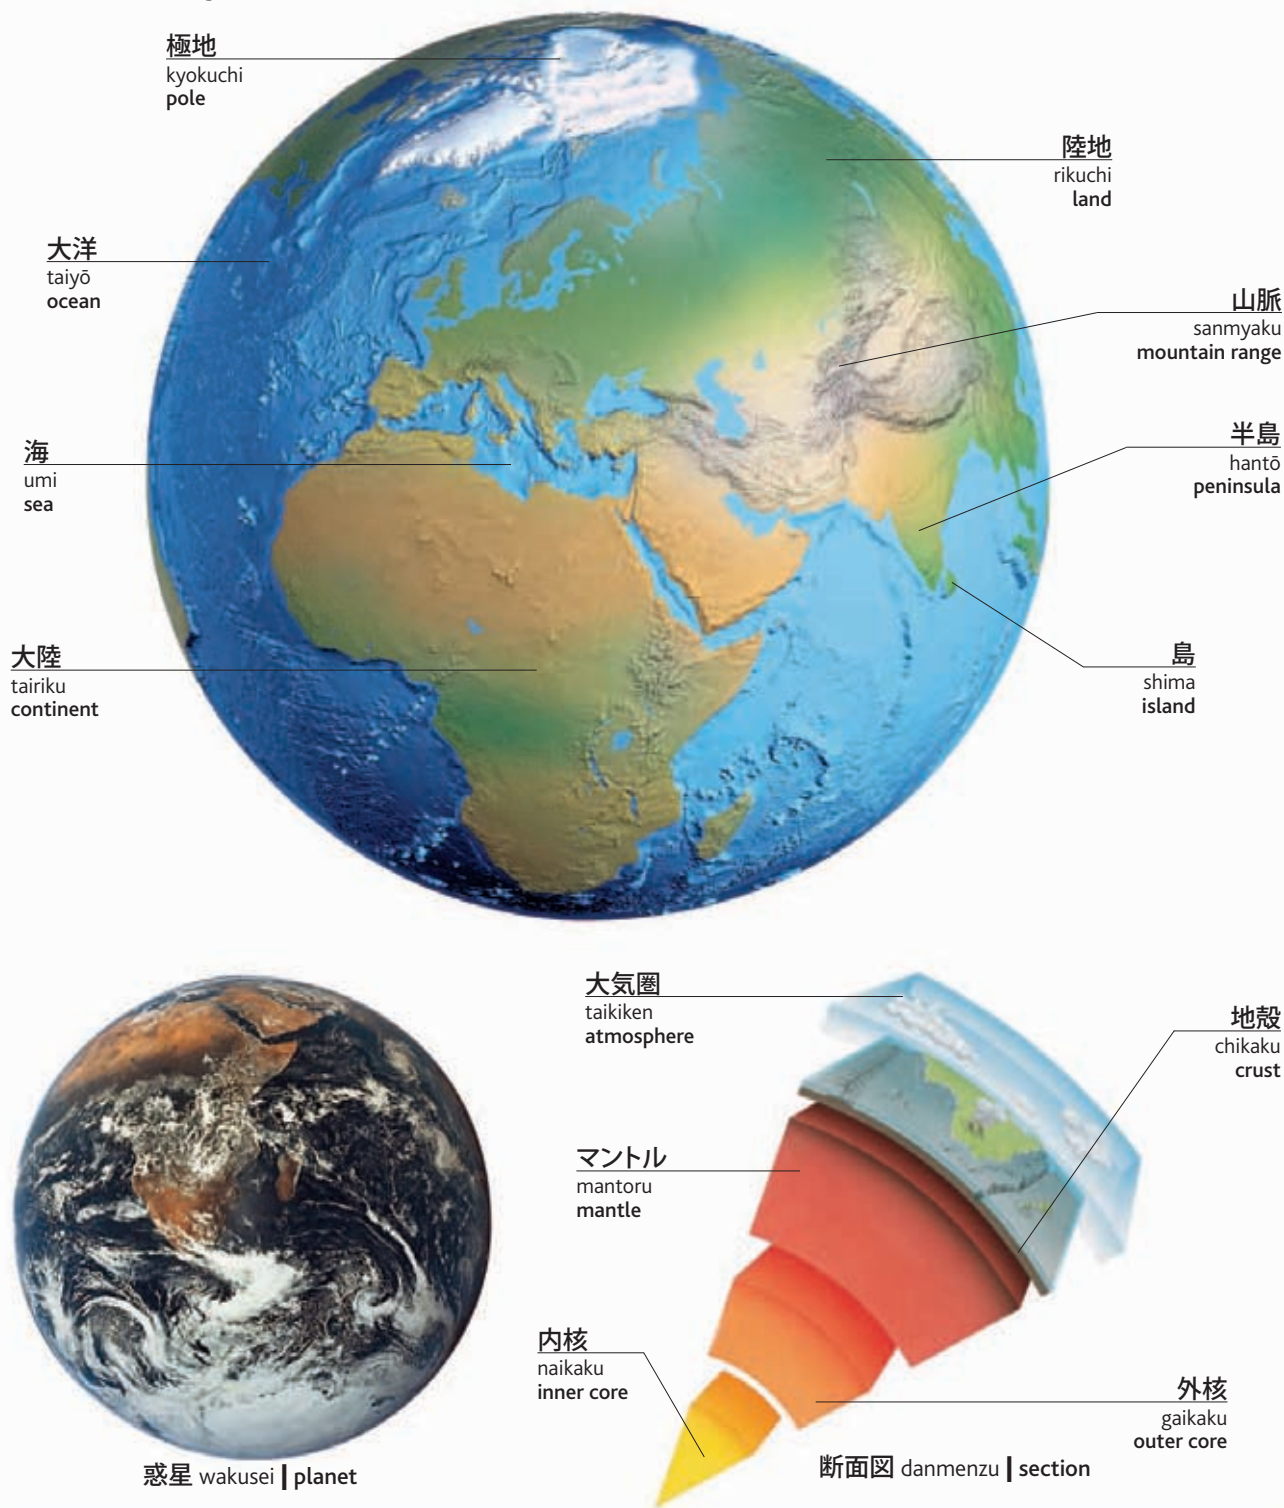 極地
kyokuchi
pole
陸地
rikuchi
land
大洋
taiyō
ocean
山脈
sanmyaku
mountain range
半島
hantō
peninsula
海
umi
sea
島
shima
island
大陸
tairiku
continent
大気圏
taikiken
atmosphere
地殻
chikaku
crust
マントル
mantoru
mantle
内核
naikaku
inner core
外核
gaikaku
outer core
惑星 wakusei | planet
断面図 danmenzu | section